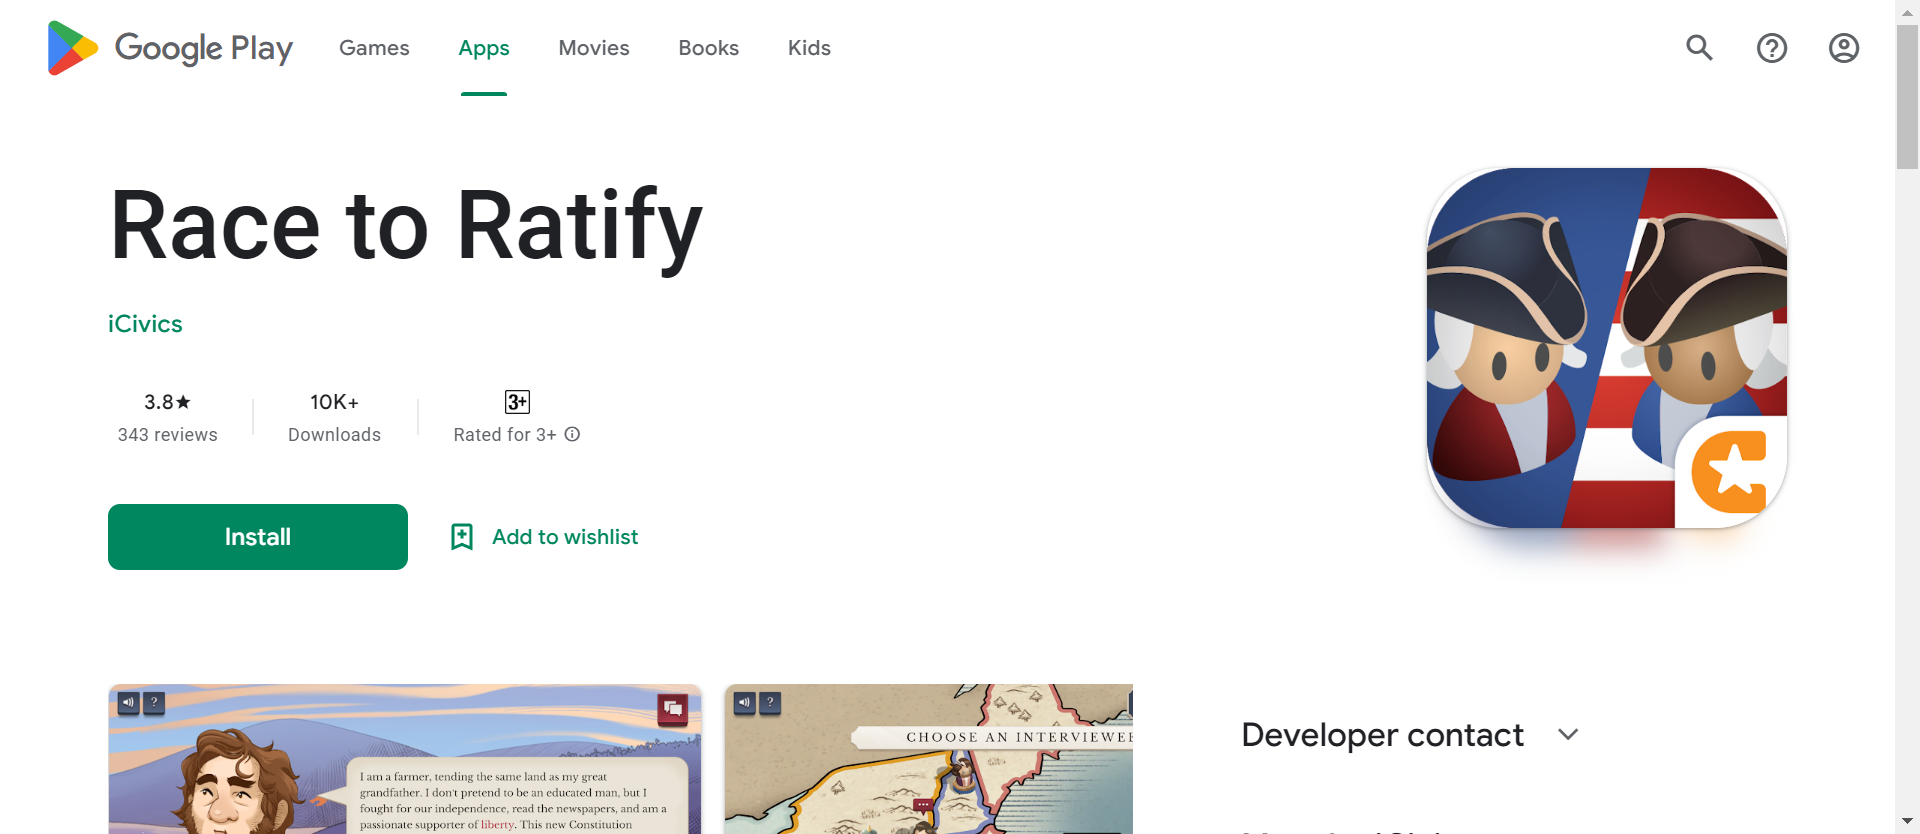 Google Play Games Apps Movies Books Kids
Race to Ratify
iCivics
3.8★ 10K+ 3+
343 reviews Downloads Rated for 3+
Install Add to wishlist
? ?
CHOOSE AN INTERVIEWEE
Developer contact
I am a farmer, tending the same land as my great
grandfather. I don't pretend to be an educated man, but I
fought for our independence, read the newspapers, and am a
passionate supporter of liberty. This new Constitution